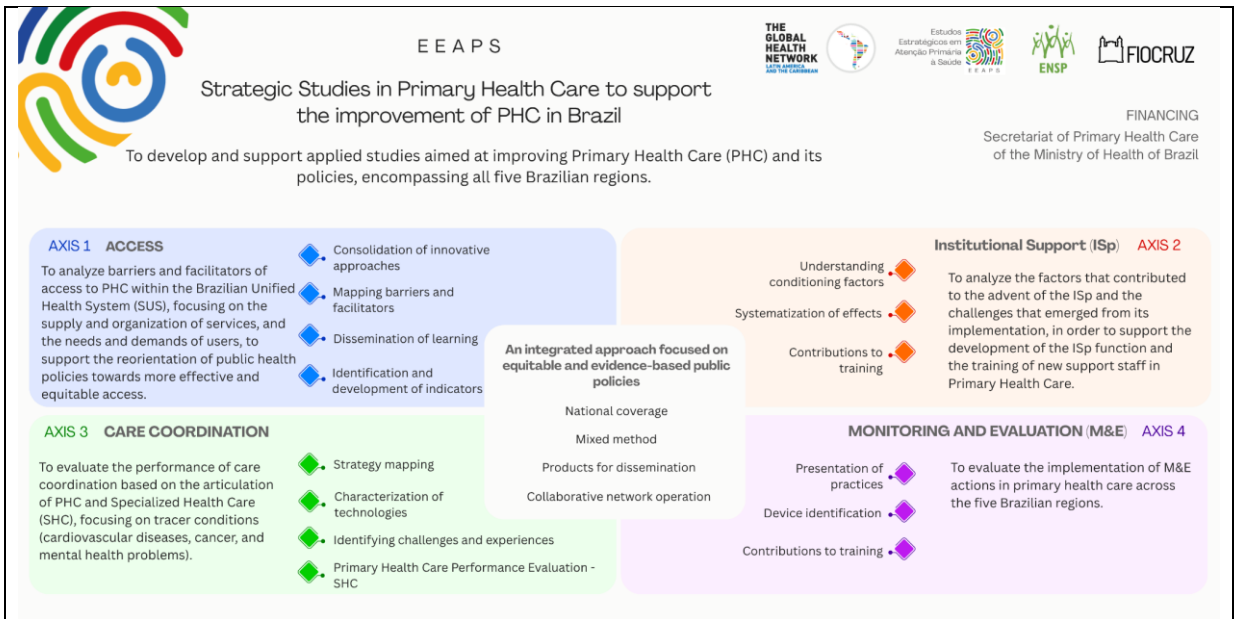 EEAPS
Strategic Studies in Primary Health Care to support
the improvement of PHC in Brazil
To develop and support applied studies aimed at improving Primary Health Care (PHC) and its
policies, encompassing all five Brazilian regions.
THE
GLOBAL
HEALTH
NETWORK
LATIN AMERICA
AND THE CARIBBEAN
Estudos
Estratégicos em
Atenção Primária
à Saúde
EEAPS
ENSP
FIOCRUZ
FINANCING
Secretariat of Primary Health Care
of the Ministry of Health of Brazil
AXIS 1 ACCESS
To analyze barriers and facilitators of
access to PHC within the Brazilian Unified
Health System (SUS), focusing on the
supply and organization of services, and
the needs and demands of users, to
support the reorientation of public health
policies towards more effective and
equitable access.
Consolidation of innovative
approaches
Mapping barriers and
facilitators
Dissemination of learning
Identification and
development of indicators
Institutional Support (ISp) AXIS 2
Understanding
conditioning factors
Systematization of effects
Contributions to
training
To analyze the factors that contributed
to the advent of the ISp and the
challenges that emerged from its
implementation, in order to support the
development of the ISp function and
the training of new support staff in
Primary Health Care.
An integrated approach focused on
equitable and evidence-based public
policies
National coverage
Mixed method
Products for dissemination
Collaborative network operation
AXIS 3 CARE COORDINATION
To evaluate the performance of care
coordination based on the articulation
of PHC and Specialized Health Care
(SHC), focusing on tracer conditions
(cardiovascular diseases, cancer, and
mental health problems).
Strategy mapping
Characterization of
technologies
Identifying challenges and experiences
Primary Health Care Performance Evaluation -
SHC
MONITORING AND EVALUATION (M&E) AXIS 4
Presentation of
practices
Device identification
Contributions to training
To evaluate the implementation of M&E
actions in primary health care across
the five Brazilian regions.